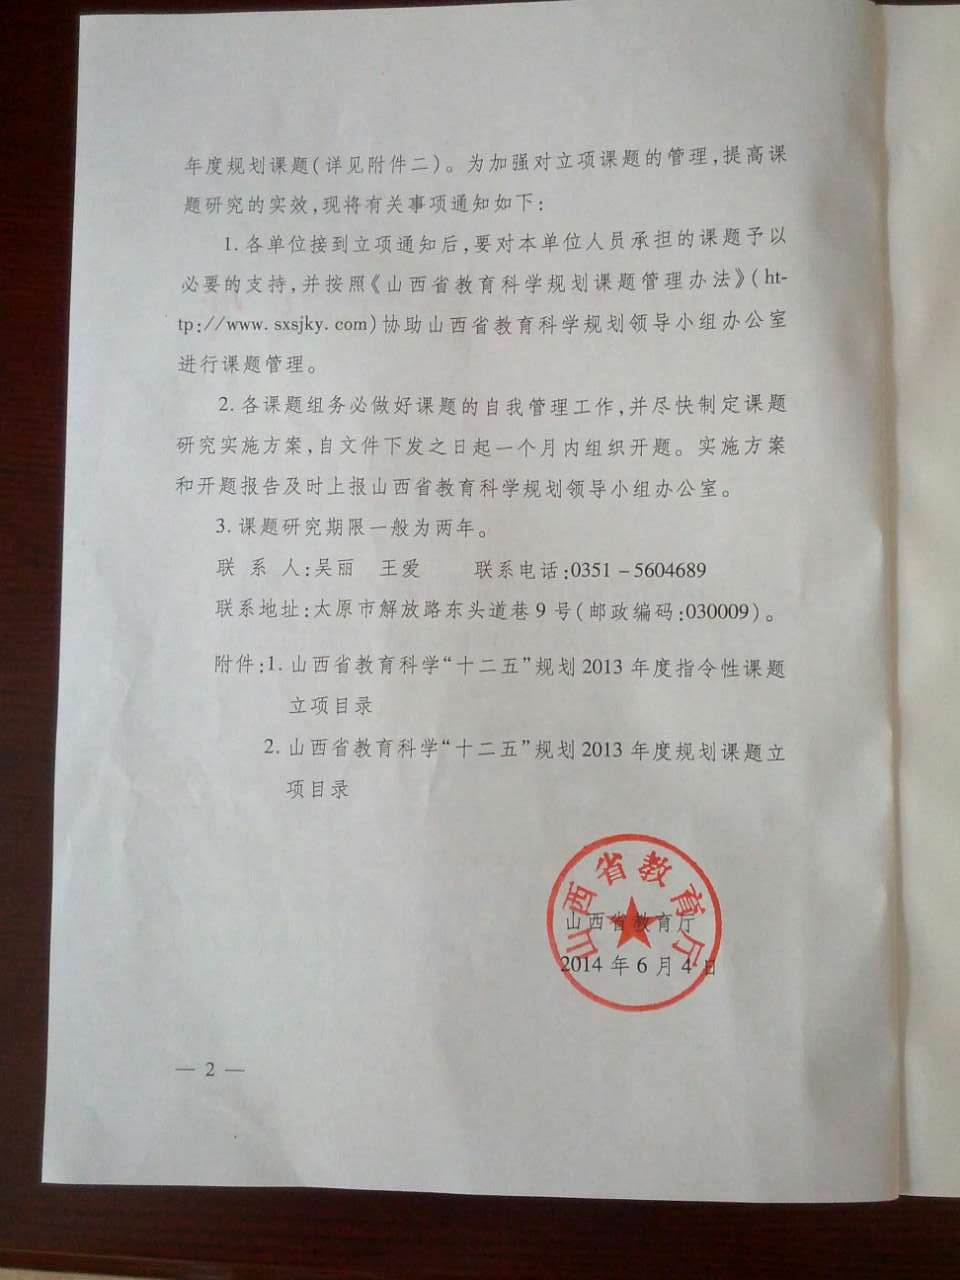 年度规划课题(详见附件二)。为加强对立项课题的管理,提高课
题研究的实效,现将有关事项通知如下:
1. 各单位接到立项通知后,要对本单位人员承担的课题予以
必要的支持,并按照《山西省教育科学规划课题管理办法》(ht-
tp://www.sxsjky.com)协助山西省教育科学规划领导小组办公室
进行课题管理。
2. 各课题组务必做好课题的自我管理工作,并尽快制定课题
研究实施方案,自文件下发之日起一个月内组织开题。实施方案
和开题报告及时上报山西省教育科学规划领导小组办公室。
3. 课题研究期限一般为两年。
联 系 人:吴丽 王爱 联系电话:0351-5604689
联系地址:太原市解放路东头道巷9号(邮政编码:030009)。
附件:1. 山西省教育科学“十二五”规划2013年度指令性课题
立项目录
2. 山西省教育科学“十二五”规划2013年度规划课题立
项目录
山西省教育厅
山西省教育厅
2014年6月4日
— 2 —